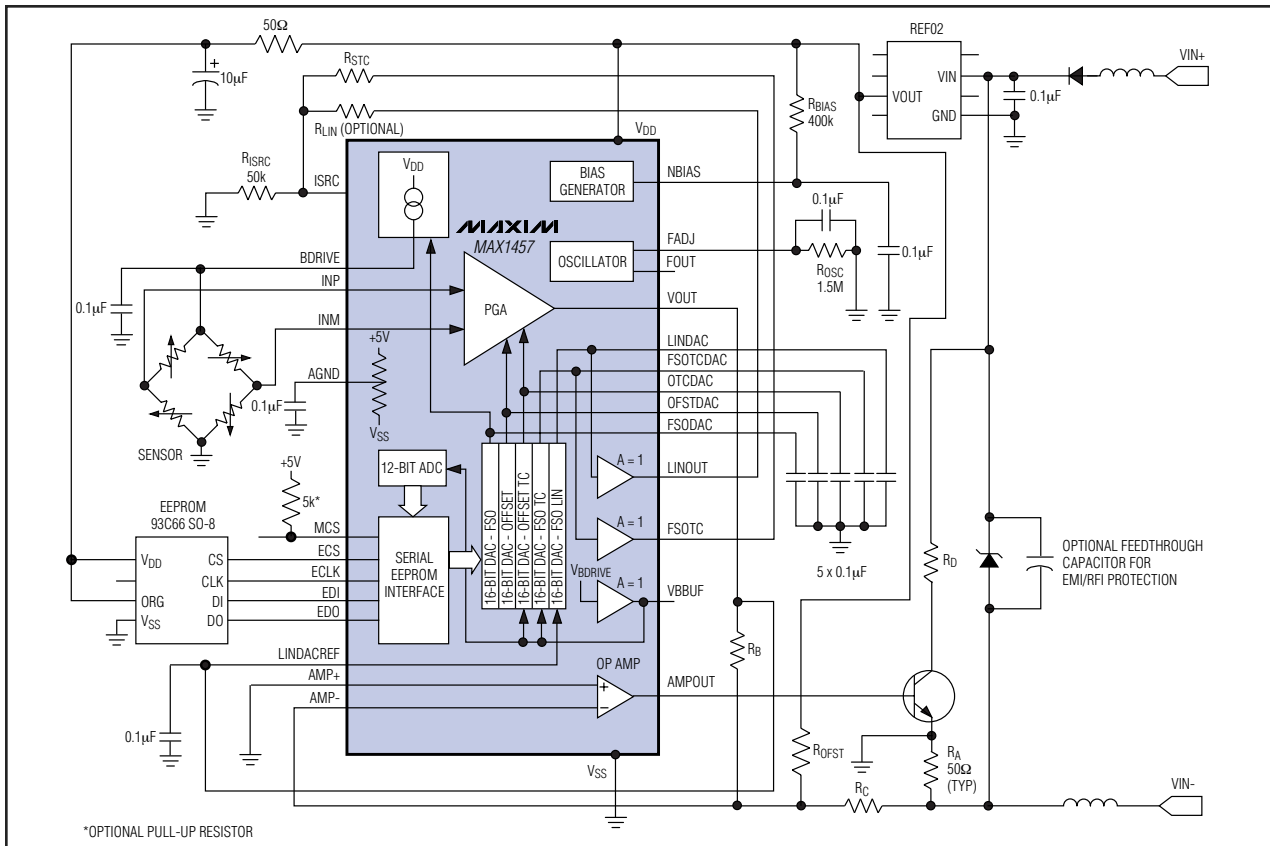 50Ω
REF02
VIN+
10µF
+
RSTC
RBIAS
400k
VIN
VOUT
GND
0.1µF
RLIN (OPTIONAL)
VDD
RISRC
50k
ISRC
VDD
BIAS
GENERATOR
NBIAS
MAXIM
MAX1457
0.1µF
FADJ
OSCILLATOR
FOUT
ROSC
1.5M
0.1µF
BDRIVE
INP
INM
0.1µF
PGA
VOUT
LINDAC
FSOTCDAC
OTCDAC
OFSTDAC
FSODAC
+5V
AGND
0.1µF
VSS
SENSOR
12-BIT ADC
16-BIT DAC - FSO
16-BIT DAC - OFFSET
16-BIT DAC - OFFSET TC
16-BIT DAC - FSO TC
16-BIT DAC - FSO LIN
A = 1
LINOUT
A = 1
FSOTC
VBDRIVE
A = 1
VBBUF
5 x 0.1µF
+5V
5k*
EEPROM
93C66 SO-8
MCS
ECS
ECLK
EDI
EDO
VDD
CS
CLK
ORG
DI
VSS
DO
SERIAL
EEPROM
INTERFACE
RD
OPTIONAL FEEDTHROUGH
CAPACITOR FOR
EMI/RFI PROTECTION
LINDACREF
AMP+
AMP-
OP AMP
+
−
AMPOUT
RB
0.1µF
ROFST
RA
50Ω
(TYP)
VSS
RC
VIN-
*OPTIONAL PULL-UP RESISTOR